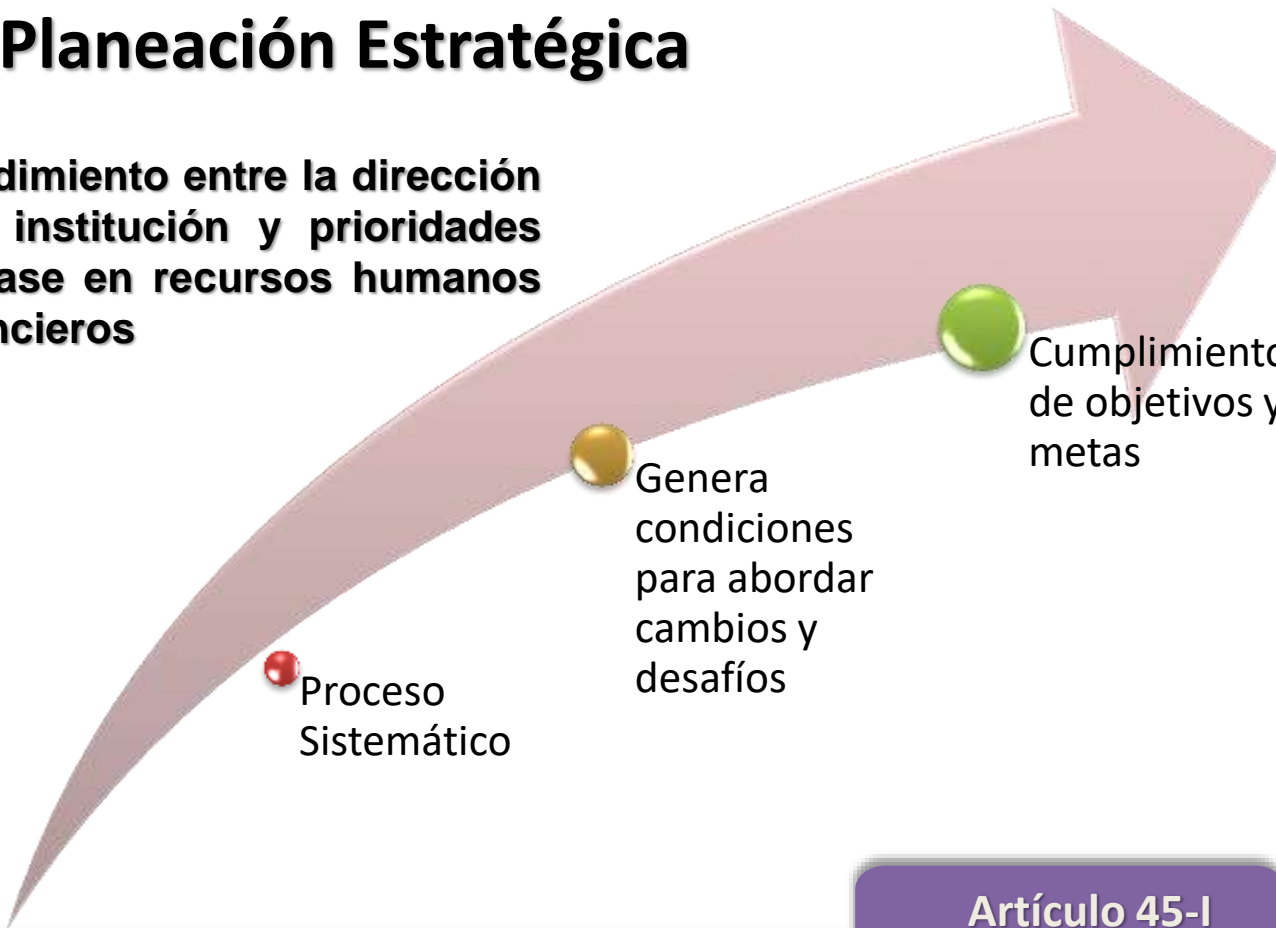 Planeación Estratégica
dimiento entre la dirección
institución y prioridades
ase en recursos humanos
ncieros
Cumplimiento
de objetivos y
metas
Genera
condiciones
para abordar
cambios y
desafíos
Proceso
Sistemático
Artículo 45-I